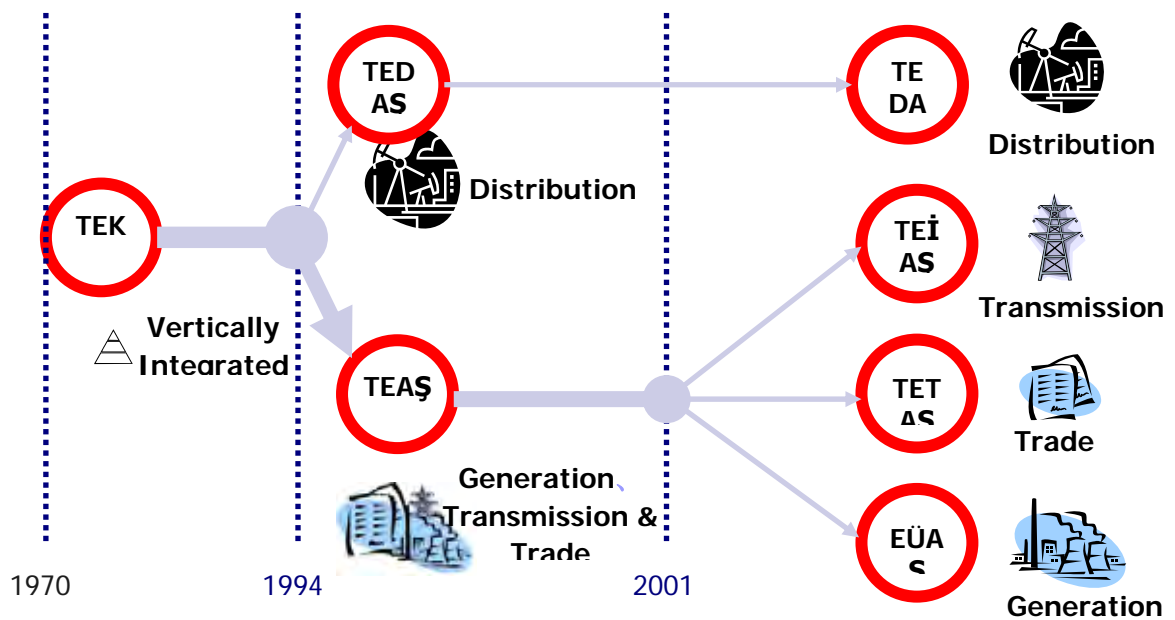 TED
AŞ
Distribution
TE
DA
Distribution
TEK
Vertically
Integrated
TEİ
AŞ
Transmission
TEAŞ
Generation、
Transmission &
Trade
TET
AŞ
Trade
EÜA
Ş
Generation
1970
1994
2001